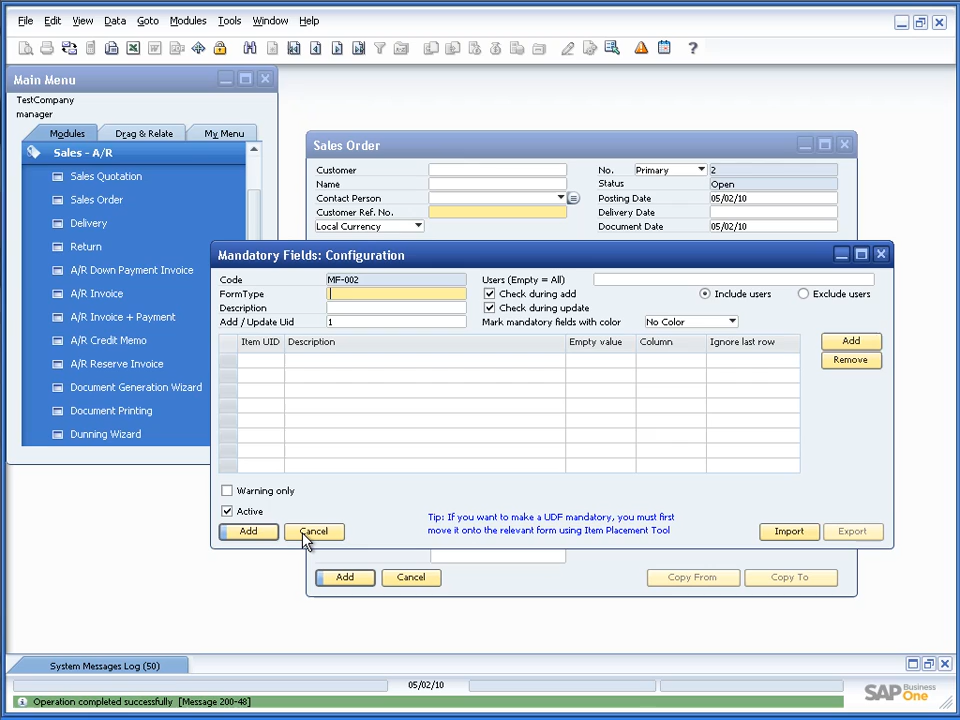 File Edit View Data Goto Modules Tools Window Help
Main Menu
TestCompany
manager
Modules Drag & Relate My Menu
Sales - A/R
Sales Quotation
Sales Order
Delivery
Return
A/R Down Payment Invoice
A/R Invoice
A/R Invoice + Payment
A/R Credit Memo
A/R Reserve Invoice
Document Generation Wizard
Document Printing
Dunning Wizard
Sales Order
Customer No. Primary 2
Name Status Open
Contact Person Posting Date 05/02/10
Customer Ref. No. Delivery Date
Local Currency Document Date 05/02/10
Mandatory Fields: Configuration
Code MF-002 Users (Empty = All)
FormType Check during add Include users Exclude users
Description Check during update
Add / Update Uid 1 Mark mandatory fields with color No Color
Item UID Description Empty value Column Ignore last row Add
Remove
Warning only
Active
Tip: If you want to make a UDF mandatory, you must first
move it onto the relevant form using Item Placement Tool
Add Cancel Import Export
Add Cancel Copy From Copy To
System Messages Log (50)
05/02/10
Operation completed successfully [Message 200-48]
SAP Business One